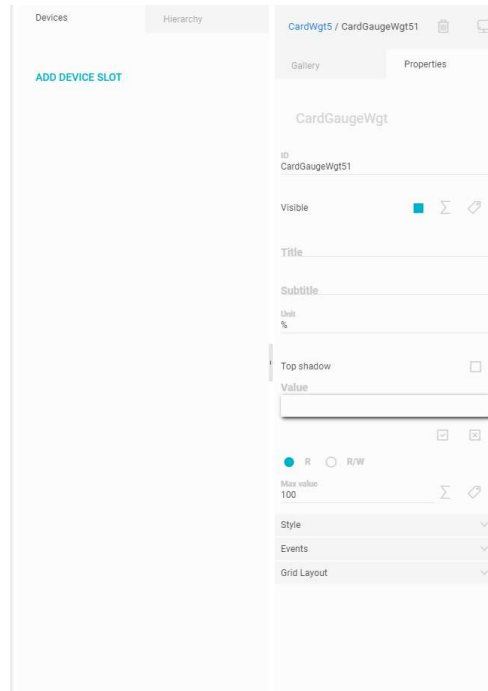 Devices
Hierarchy
ADD DEVICE SLOT
CardWgt5 / CardGaugeWgt51
Gallery
Properties
CardGaugeWgt
ID
CardGaugeWgt51
Visible
Title
Subtitle
Unit
%
Top shadow
Value
R
R/W
Max value
100
Style
Events
Grid Layout